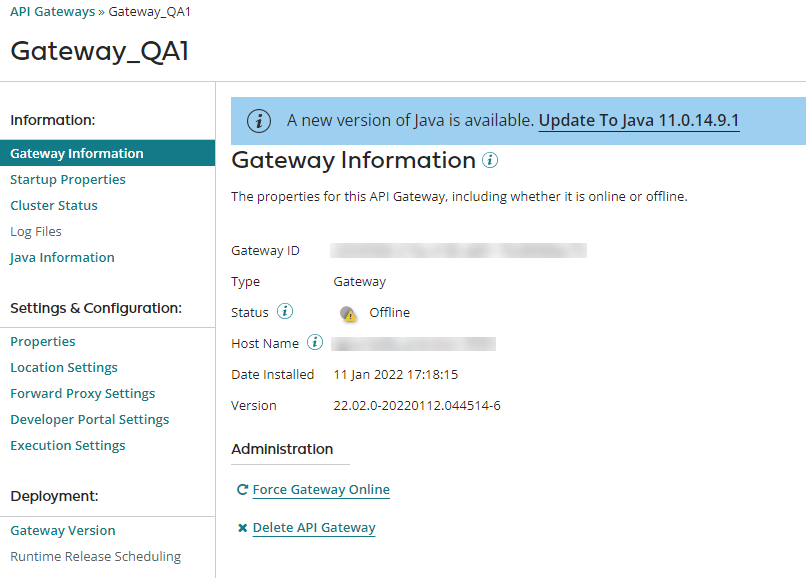 API Gateways » Gateway_QA1
Gateway_QA1
Information:
Gateway Information
Startup Properties
Cluster Status
Log Files
Java Information
Settings & Configuration:
Properties
Location Settings
Forward Proxy Settings
Developer Portal Settings
Execution Settings
Deployment:
Gateway Version
Runtime Release Scheduling
A new version of Java is available. Update To Java 11.0.14.9.1
Gateway Information
The properties for this API Gateway, including whether it is online or offline.
Gateway ID
Type Gateway
Status Offline
Host Name
Date Installed 11 Jan 2022 17:18:15
Version 22.02.0-20220112.044514-6
Administration
Force Gateway Online
Delete API Gateway